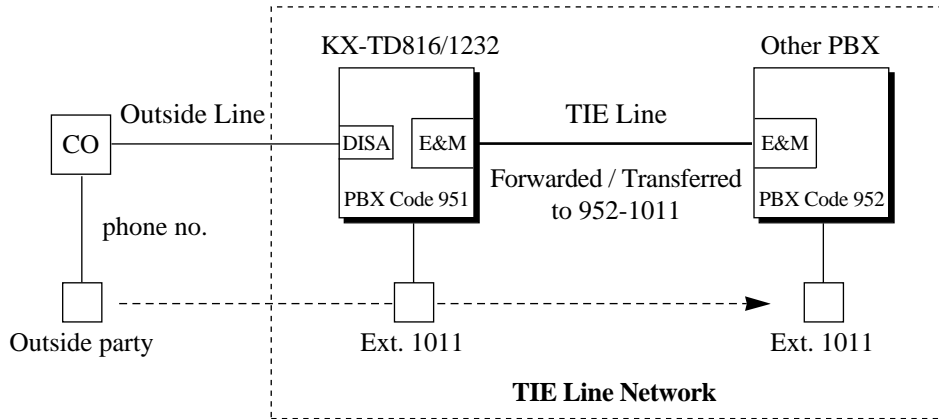 KX-TD816/1232
Other PBX
Outside Line
TIE Line
CO
DISA
E&M
E&M
PBX Code 951
Forwarded / Transferred
to 952-1011
PBX Code 952
phone no.
Outside party
Ext. 1011
Ext. 1011
TIE Line Network